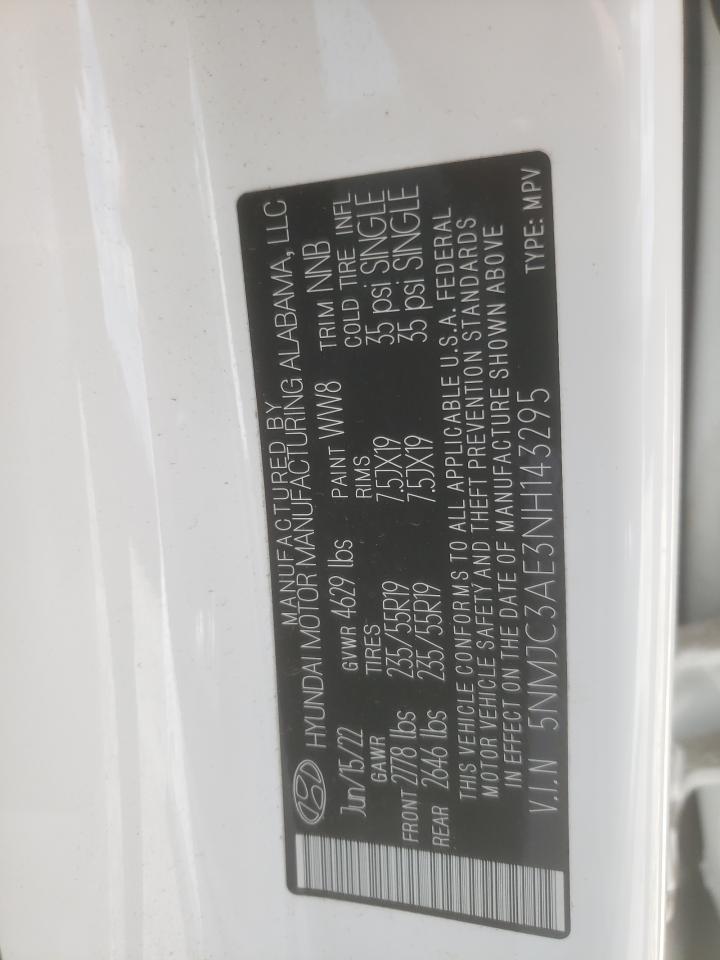 MANUFACTURED BY
HYUNDAI MOTOR MANUFACTURING ALABAMA, LLC
Jun/15/22 GVWR 4629 lbs PAINT WW8 TRIM NNB
GAWR TIRES RIMS COLD TIRE INFL
FRONT 2778 lbs 235/55R19 7.5JX19 35 psi SINGLE
REAR 2646 lbs 235/55R19 7.5JX19 35 psi SINGLE
THIS VEHICLE CONFORMS TO ALL APPLICABLE U.S.A. FEDERAL
MOTOR VEHICLE SAFETY AND THEFT PREVENTION STANDARDS
IN EFFECT ON THE DATE OF MANUFACTURE SHOWN ABOVE
V.I.N 5NMJC3AE3NH143295 TYPE: MPV